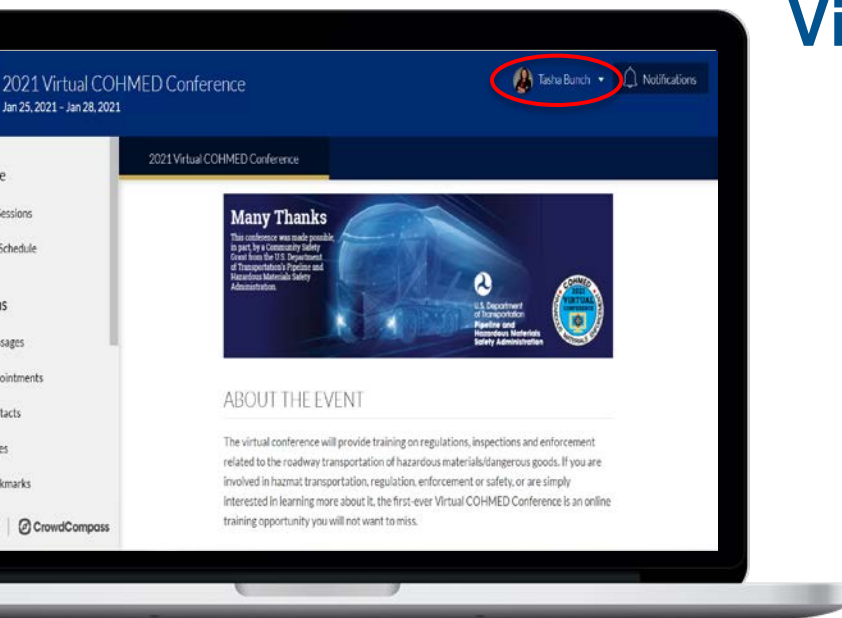 Vi
2021 Virtual COHMED Conference
Jan 25, 2021 – Jan 28, 2021
Tasha Bunch
Notifications
e
essions
Schedule
ns
sages
ointments
tacts
es
kmarks
CrowdCompass
2021 Virtual COHMED Conference
Many Thanks
This conference was made possible,
in part, by a Community Safety
Grant from the U.S. Department
of Transportation's Pipeline and
Hazardous Materials Safety
Administration.
U.S. Department
of Transportation
Pipeline and
Hazardous Materials
Safety Administration
COHMED
2021
VIRTUAL
CONFERENCE
ABOUT THE EVENT
The virtual conference will provide training on regulations, inspections and enforcement
related to the roadway transportation of hazardous materials/dangerous goods. If you are
involved in hazmat transportation, regulation, enforcement or safety, or are simply
interested in learning more about it, the first-ever Virtual COHMED Conference is an online
training opportunity you will not want to miss.